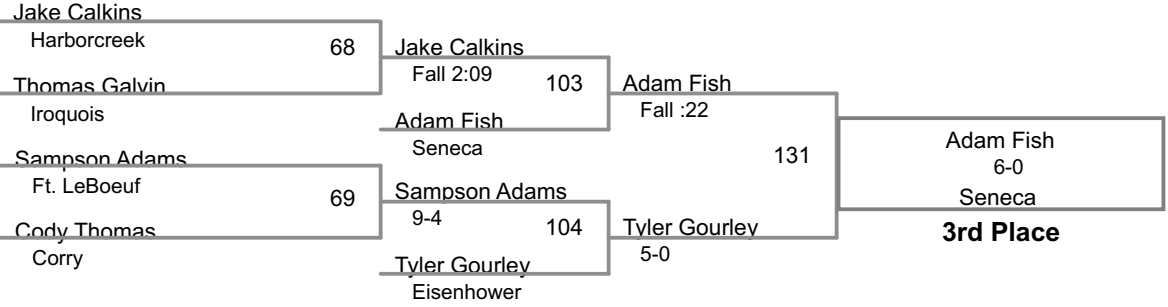 Jake Calkins
Harborcreek
68
Thomas Galvin
Iroquois
Sampson Adams
Ft. LeBoeuf
69
Cody Thomas
Corry
Jake Calkins
Fall 2:09
103
Adam Fish
Seneca
Sampson Adams
9-4
104
Tyler Gourley
Eisenhower
Adam Fish
Fall :22
131
Tyler Gourley
5-0
Adam Fish
6-0
Seneca
3rd Place